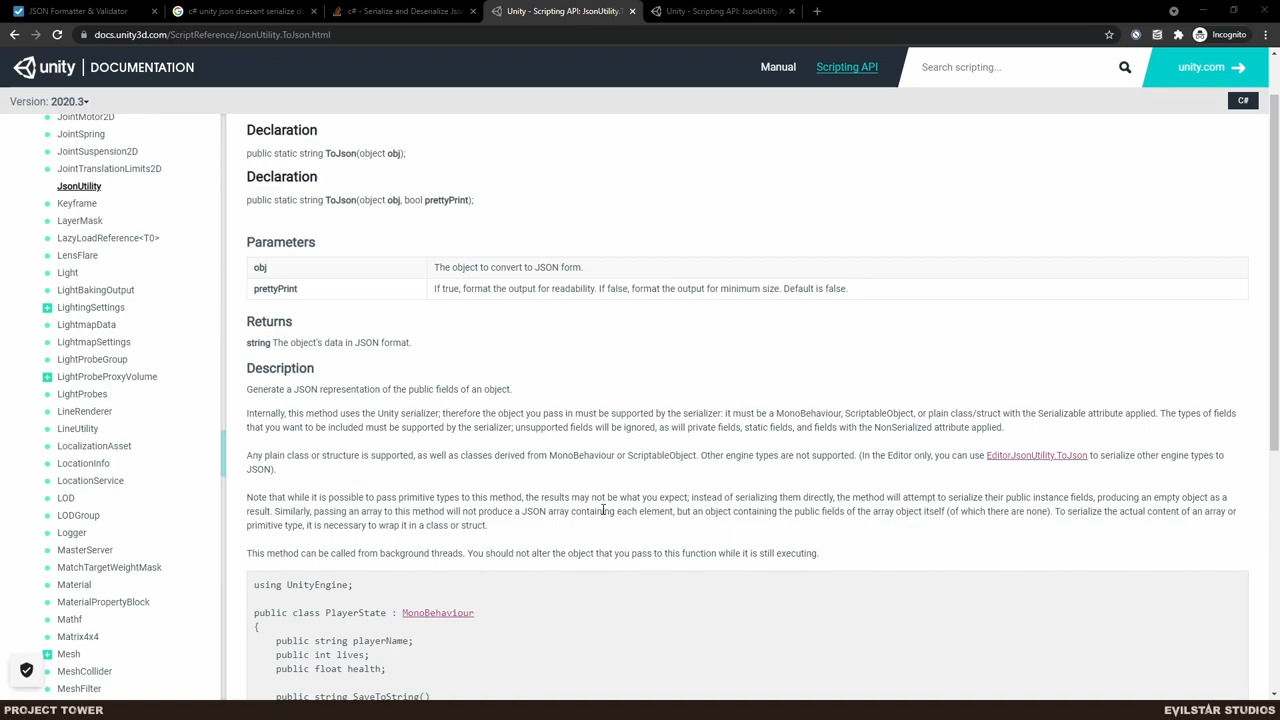 JSON Formatter & Validator
c# unity json doesant serialize d
c# - Serialize and Deserialize Jso
Unity - Scripting API: JsonUtility.T
Unity - Scripting API: JsonUtility
docs.unity3d.com/ScriptReference/JsonUtility.ToJson.html
Incognito
unity | DOCUMENTATION
Manual
Scripting API
Search scripting...
unity.com
Version: 2020.3
C#
JointMotor2D
JointSpring
JointSuspension2D
JointTranslationLimits2D
JsonUtility
Keyframe
LayerMask
LazyLoadReference<T0>
LensFlare
Light
LightBakingOutput
LightingSettings
LightmapData
LightmapSettings
LightProbeGroup
LightProbeProxyVolume
LightProbes
LineRenderer
LineUtility
LocalizationAsset
LocationInfo
LocationService
LOD
LODGroup
Logger
MasterServer
MatchTargetWeightMask
Material
MaterialPropertyBlock
Mathf
Matrix4x4
Mesh
MeshCollider
MeshFilter
Declaration
public static string ToJson(object obj);
Declaration
public static string ToJson(object obj, bool prettyPrint);
Parameters
obj The object to convert to JSON form.
prettyPrint If true, format the output for readability. If false, format the output for minimum size. Default is false.
Returns
string The object's data in JSON format.
Description
Generate a JSON representation of the public fields of an object.
Internally, this method uses the Unity serializer; therefore the object you pass in must be supported by the serializer: it must be a MonoBehaviour, ScriptableObject, or plain class/struct with the Serializable attribute applied. The types of fields
that you want to be included must be supported by the serializer; unsupported fields will be ignored, as will private fields, static fields, and fields with the NonSerialized attribute applied.
Any plain class or structure is supported, as well as classes derived from MonoBehaviour or ScriptableObject. Other engine types are not supported. (In the Editor only, you can use EditorJsonUtility.ToJson to serialize other engine types to
JSON).
Note that while it is possible to pass primitive types to this method, the results may not be what you expect; instead of serializing them directly, the method will attempt to serialize their public instance fields, producing an empty object as a
result. Similarly, passing an array to this method will not produce a JSON array containing each element, but an object containing the public fields of the array object itself (of which there are none). To serialize the actual content of an array or
primitive type, it is necessary to wrap it in a class or struct.
This method can be called from background threads. You should not alter the object that you pass to this function while it is still executing.
using UnityEngine;
public class PlayerState : MonoBehaviour
{
public string playerName;
public int lives;
public float health;
public string SaveToString()
PROJECT TOWER
EVILSTAR STUDIOS